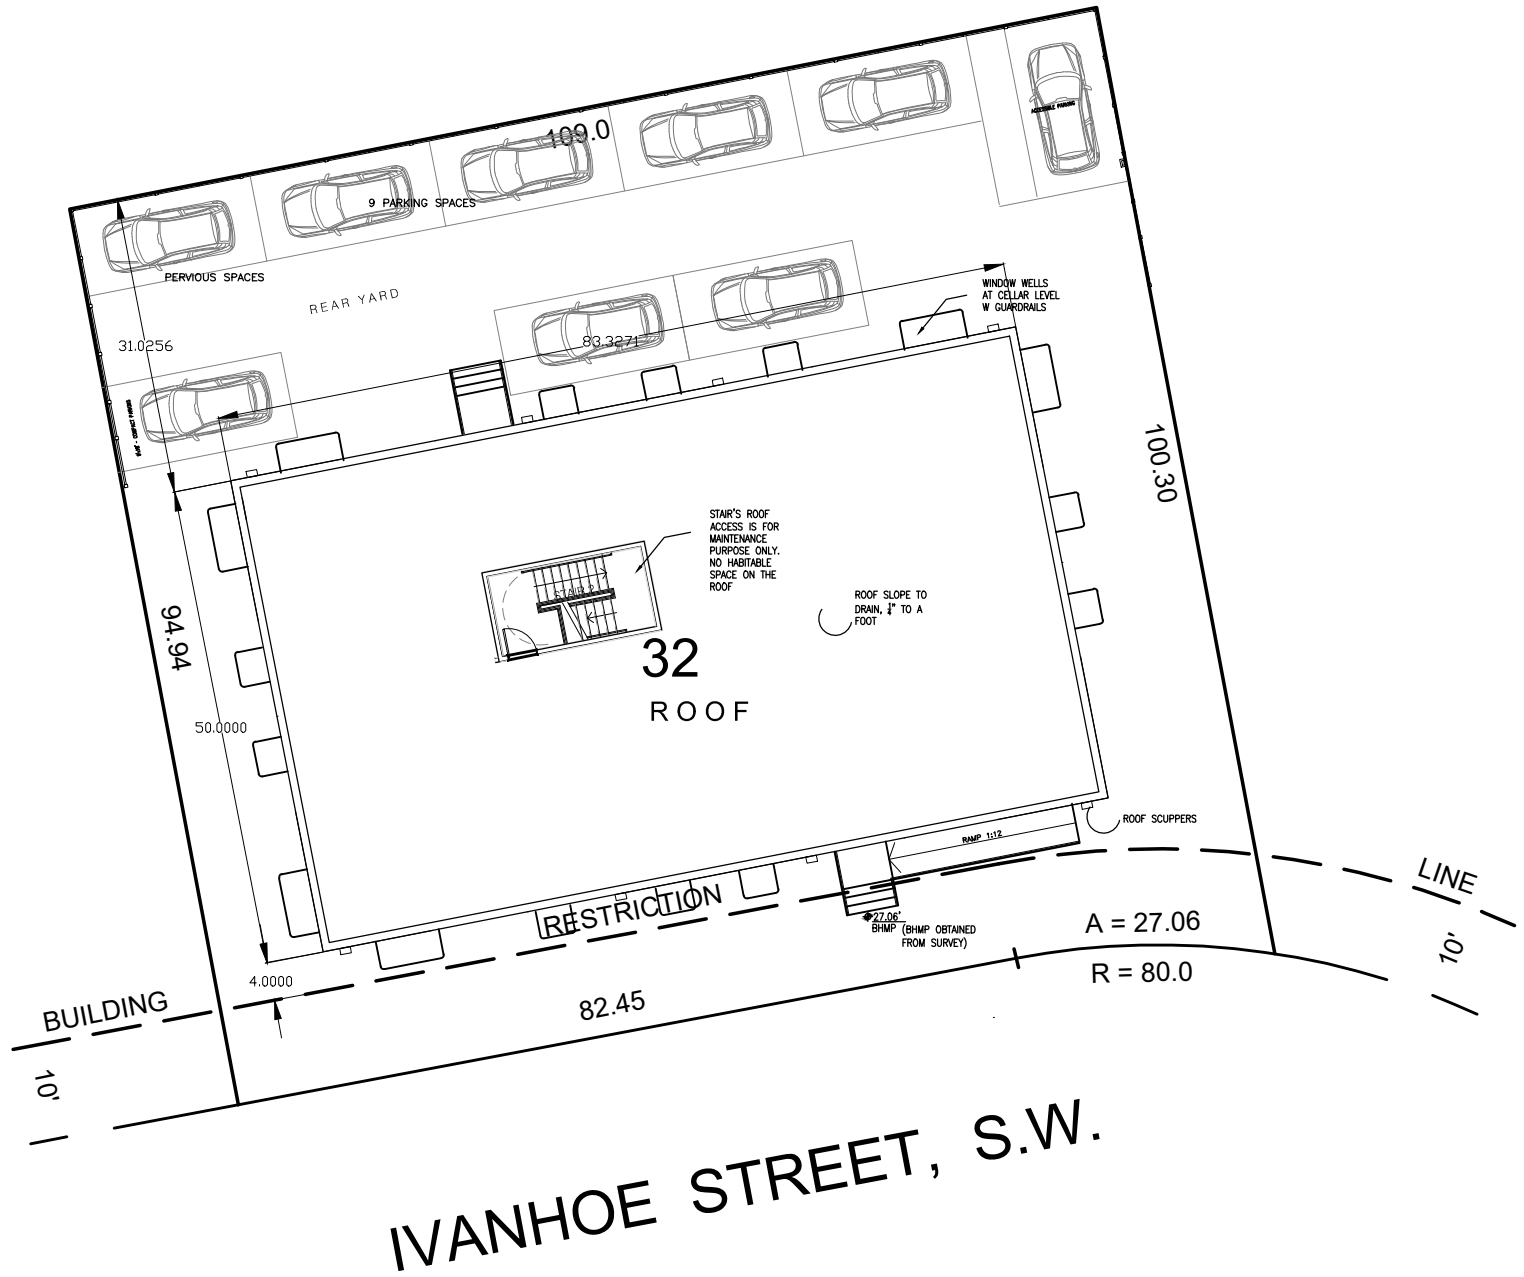 109.0
ACCESSIBLE PARKING
9 PARKING SPACES
PERVIOUS SPACES
REAR YARD
WINDOW WELLS
AT CELLAR LEVEL
W GUARDRAILS
31.0256
83.3271
100.30
STAIR'S ROOF
ACCESS IS FOR
MAINTENANCE
PURPOSE ONLY.
NO HABITABLE
SPACE ON THE
ROOF
STAIR 2
ROOF SLOPE TO
DRAIN, ¼" TO A
FOOT
94.94
32
ROOF
50.0000
ROOF SCUPPERS
RAMP 1:12
LINE
RESTRICTION
27.06'
BHMP (BHMP OBTAINED
FROM SURVEY)
A = 27.06
10'
R = 80.0
4.0000
BUILDING
82.45
10'
IVANHOE STREET, S.W.